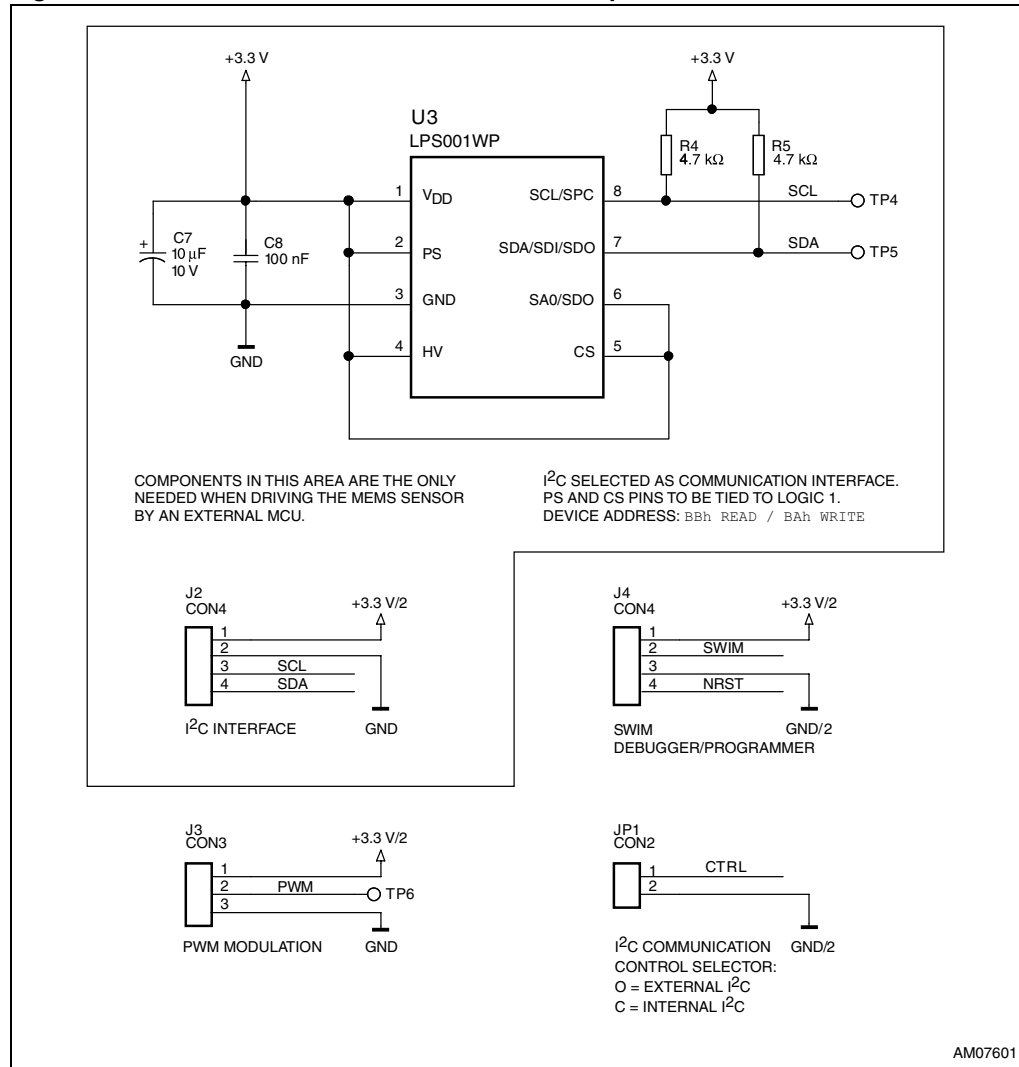 +3.3 V
+3.3 V
U3
LPS001WP
R4
4.7 kΩ
R5
4.7 kΩ
1 VDD
SCL/SPC 8
SCL
TP4
+ C7
10 µF
10 V
C8
100 nF
2 PS
SDA/SDI/SDO 7
SDA
TP5
3 GND
SA0/SDO 6
4 HV
CS 5
GND
COMPONENTS IN THIS AREA ARE THE ONLY
NEEDED WHEN DRIVING THE MEMS SENSOR
BY AN EXTERNAL MCU.
I2C SELECTED AS COMMUNICATION INTERFACE.
PS AND CS PINS TO BE TIED TO LOGIC 1.
DEVICE ADDRESS: BBh READ / BAh WRITE
J2
CON4
+3.3 V/2
1
2
3 SCL
4 SDA
I2C INTERFACE
GND
J4
CON4
+3.3 V/2
1
2 SWIM
3
4 NRST
SWIM
DEBUGGER/PROGRAMMER
GND/2
J3
CON3
+3.3 V/2
1
2 PWM
TP6
3
PWM MODULATION
GND
JP1
CON2
1 CTRL
2
I2C COMMUNICATION
CONTROL SELECTOR:
O = EXTERNAL I2C
C = INTERNAL I2C
GND/2
AM07601